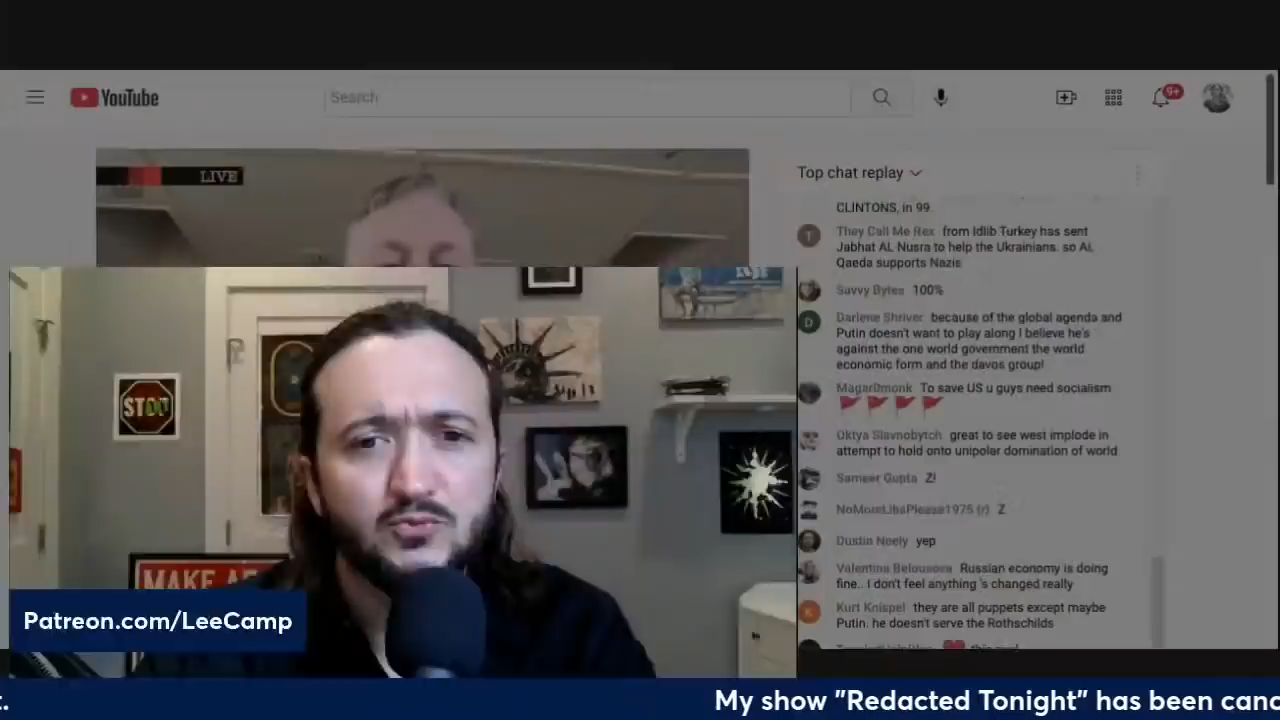 YouTube
Search
9+
LIVE
Top chat replay
CLINTONS, in 99.
They Call Me Rex from Idlib Turkey has sent
Jabhat AL Nusra to help the Ukrainians. so Al
Qaeda supports Nazis
Savvy Bytes 100%
D
Darlene Shriver because of the global agenda and
Putin doesn't want to play along I believe he's
against the one world government the world
economic form and the davos group!
MagarDmonk To save US u guys need socialism
Oktya Slavnobytch great to see west implode in
attempt to hold onto unipolar domination of world
Sameer Gupta Z!
NoMoreLibsPlease1975 (r) Z
Dustin Neely yep
Valentina Belousova Russian economy is doing
fine.. I don't feel anything 's changed really
K
Kurt Knispel they are all puppets except maybe
Putin. he doesn't serve the Rothschilds
STOP
MAKE
Patreon.com/LeeCamp
t.
My show "Redacted Tonight" has been canc